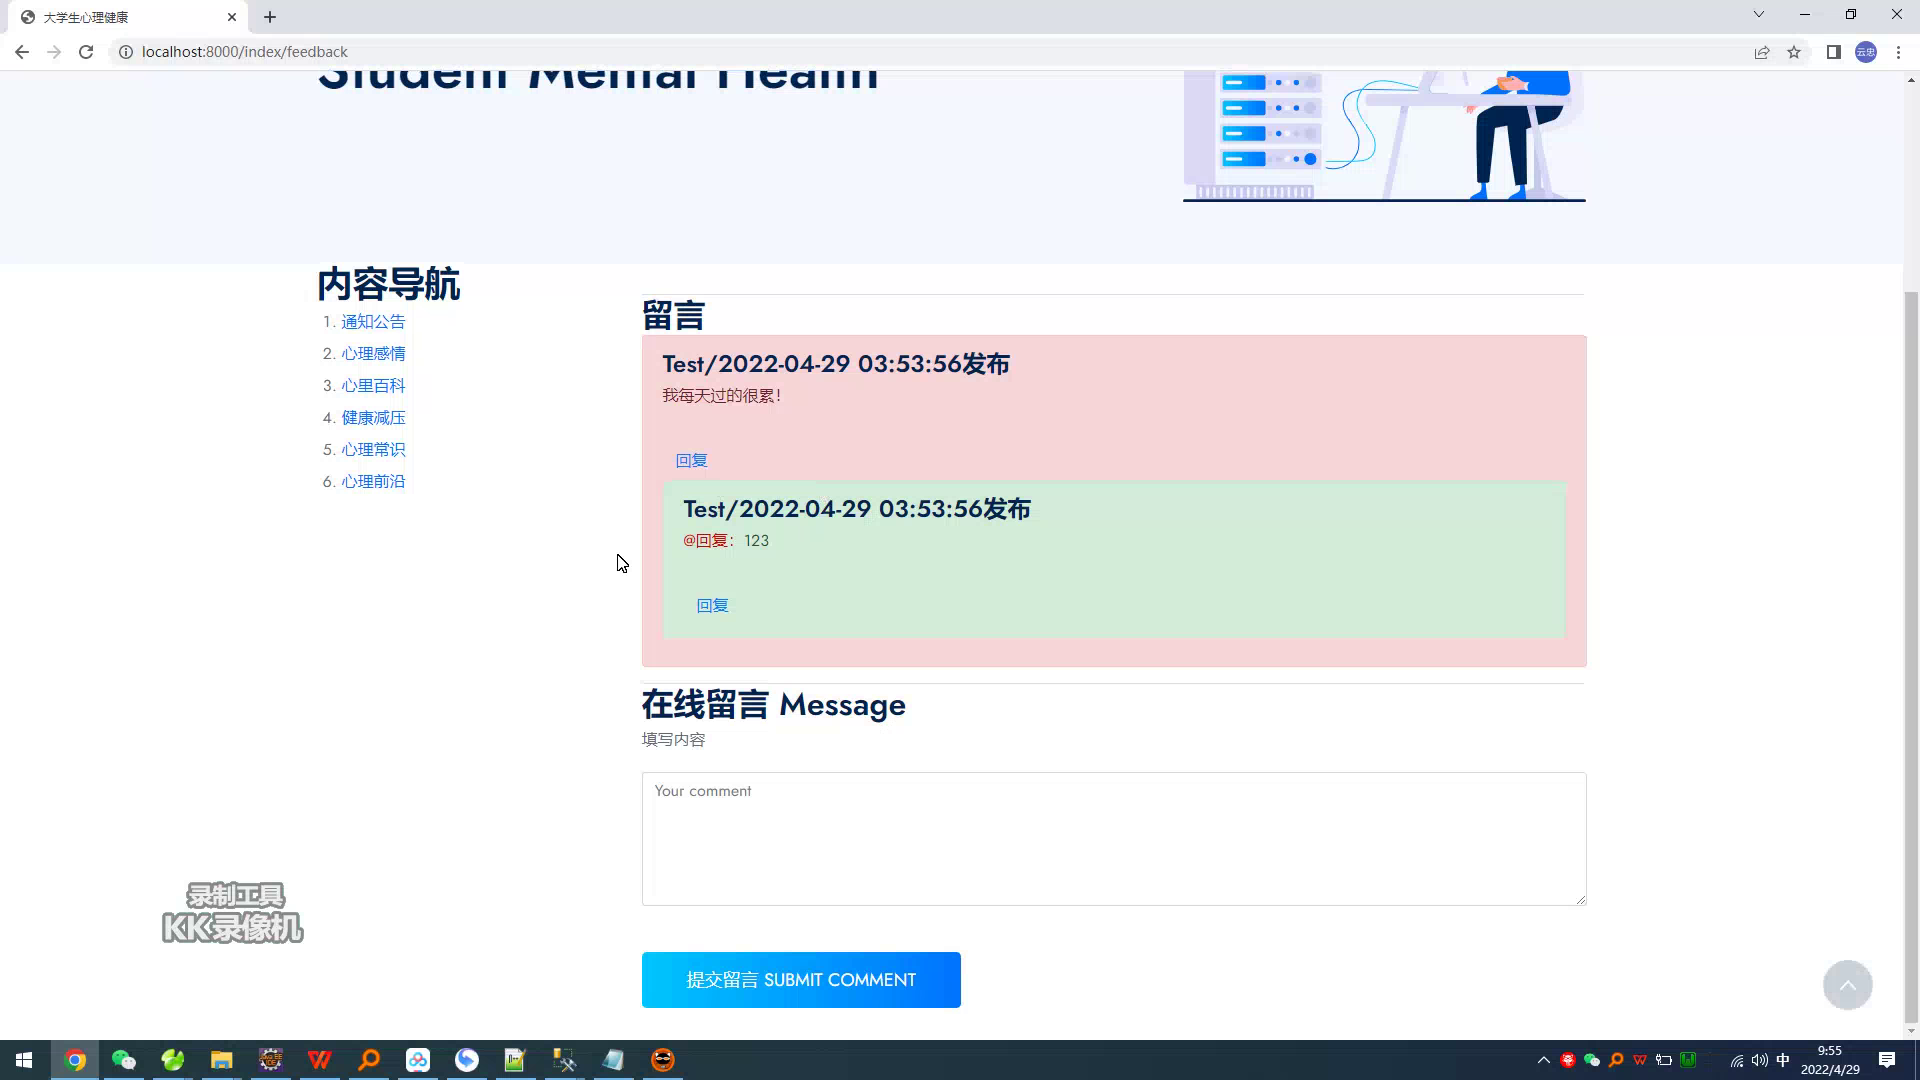 大学生心理健康
localhost:8000/index/feedback
云忠
Student Mental Health
内容导航
1. 通知公告
2. 心理感情
3. 心里百科
4. 健康减压
5. 心理常识
6. 心理前沿
留言
Test/2022-04-29 03:53:56发布
我每天过的很累！
回复
Test/2022-04-29 03:53:56发布
@回复：123
回复
在线留言 Message
填写内容
Your comment
提交留言 SUBMIT COMMENT
录制工具
KK录像机
中
9:55
2022/4/29